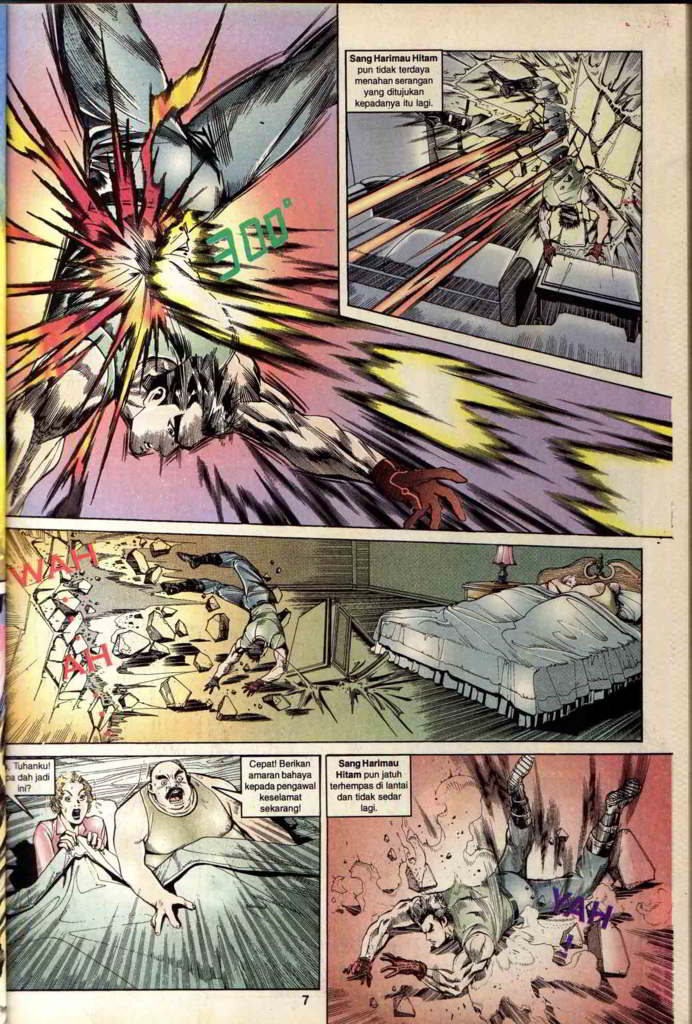 Sang Harimau Hitam
pun tidak terdaya
menahan serangan
yang ditujukan
kepadanya itu lagi.
300°
WAH
AH
Tuhanku!
dah jadi
ini?
Cepat! Berikan
amaran bahaya
kepada pengawal
keselamat
sekarang!
Sang Harimau
Hitam pun jatuh
terhempas di lantai
dan tidak sedar
lagi.
YAH
!
7